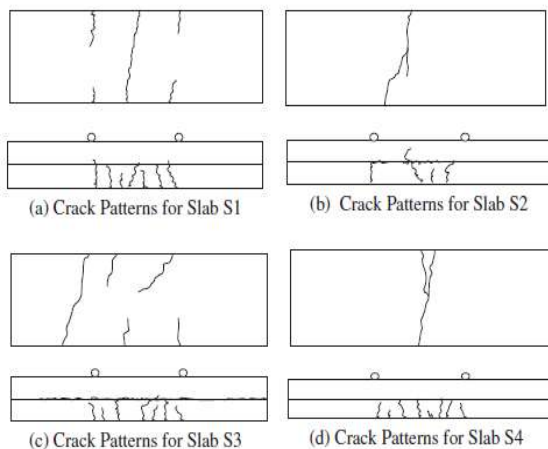 (a) Crack Patterns for Slab S1
(b) Crack Patterns for Slab S2
(c) Crack Patterns for Slab S3
(d) Crack Patterns for Slab S4